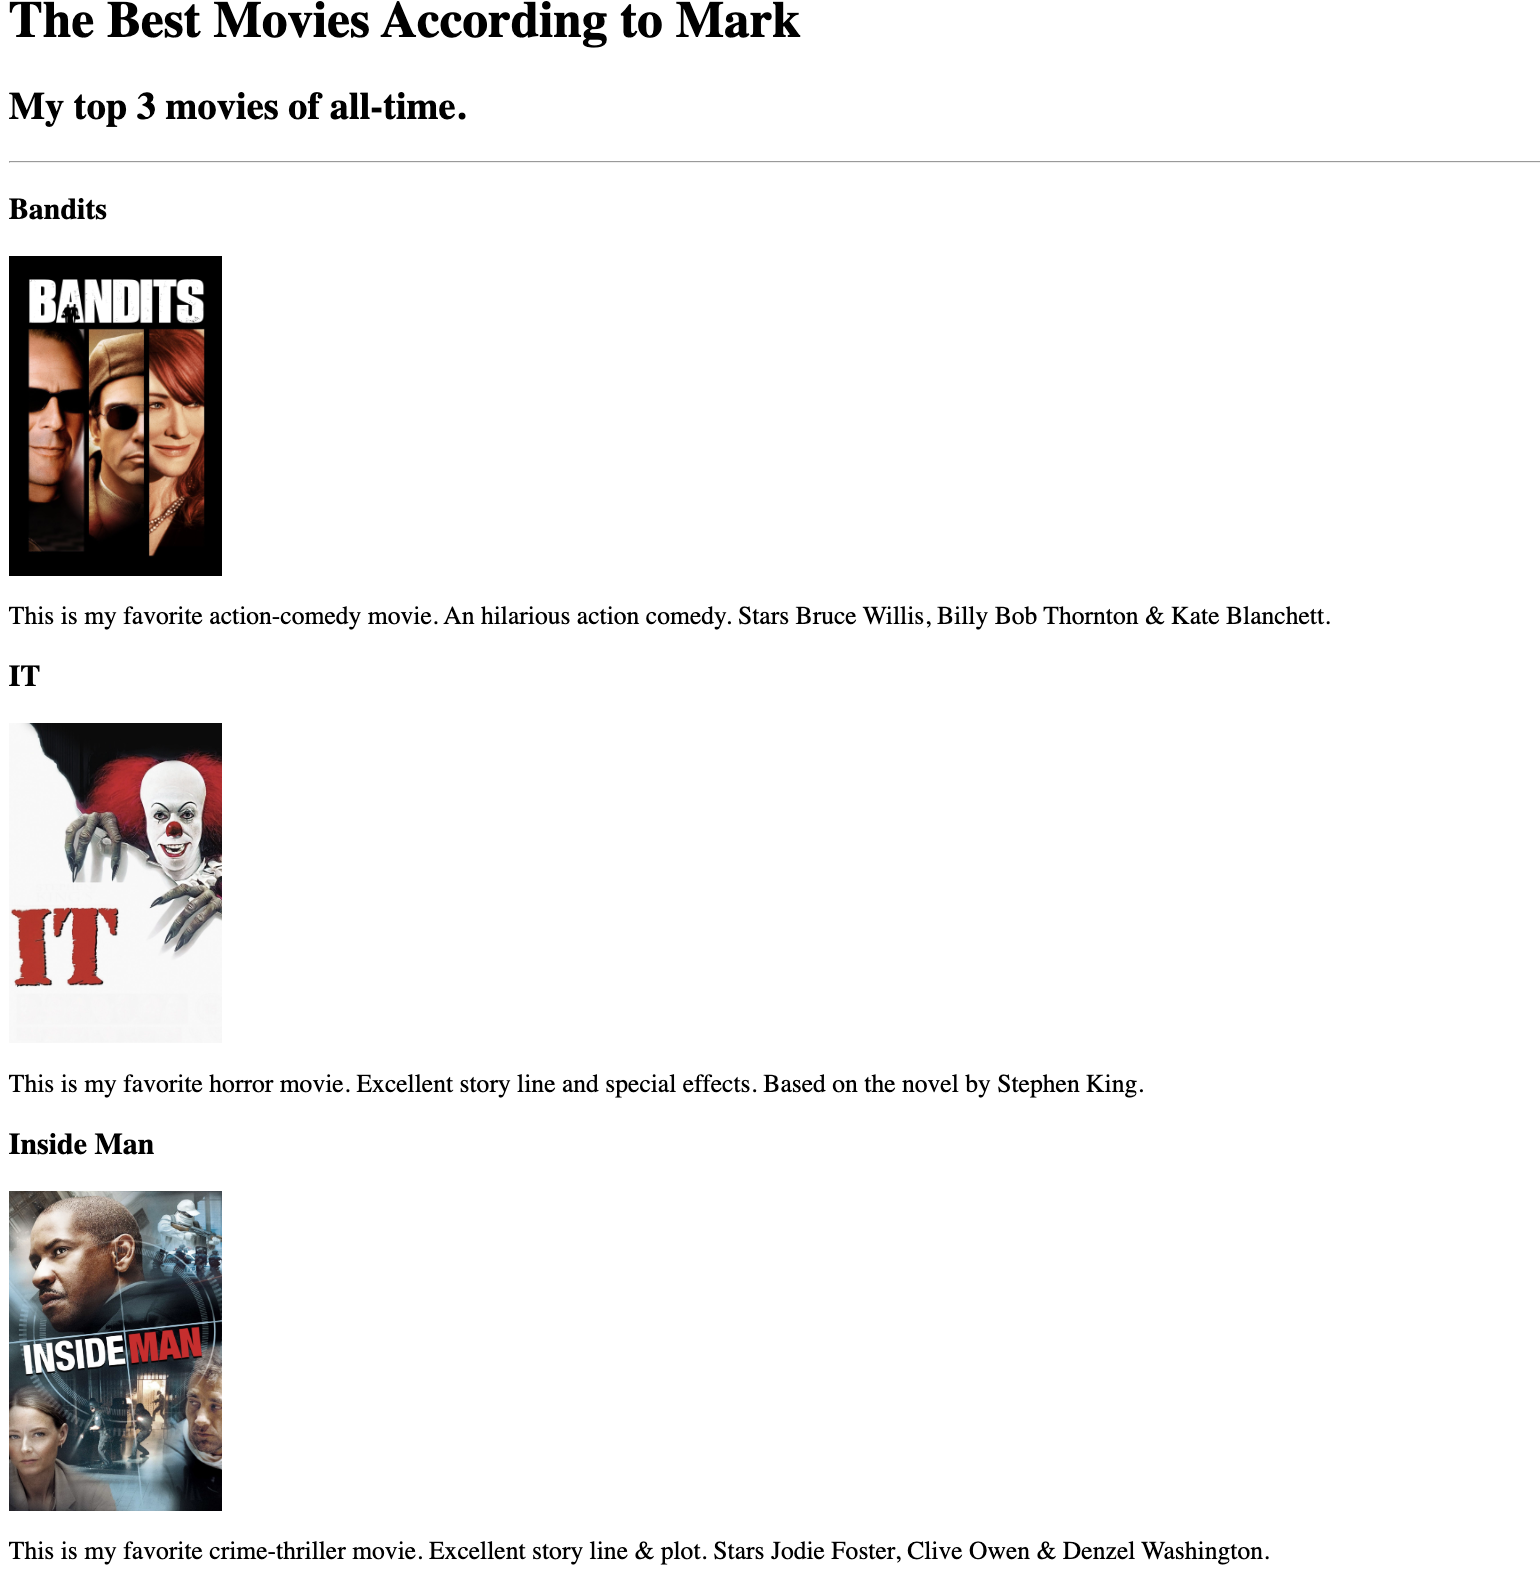 The Best Movies According to Mark
My top 3 movies of all-time.
Bandits
BANDITS
This is my favorite action-comedy movie. An hilarious action comedy. Stars Bruce Willis, Billy Bob Thornton & Kate Blanchett.
IT
IT
This is my favorite horror movie. Excellent story line and special effects. Based on the novel by Stephen King.
Inside Man
INSIDE MAN
This is my favorite crime-thriller movie. Excellent story line & plot. Stars Jodie Foster, Clive Owen & Denzel Washington.